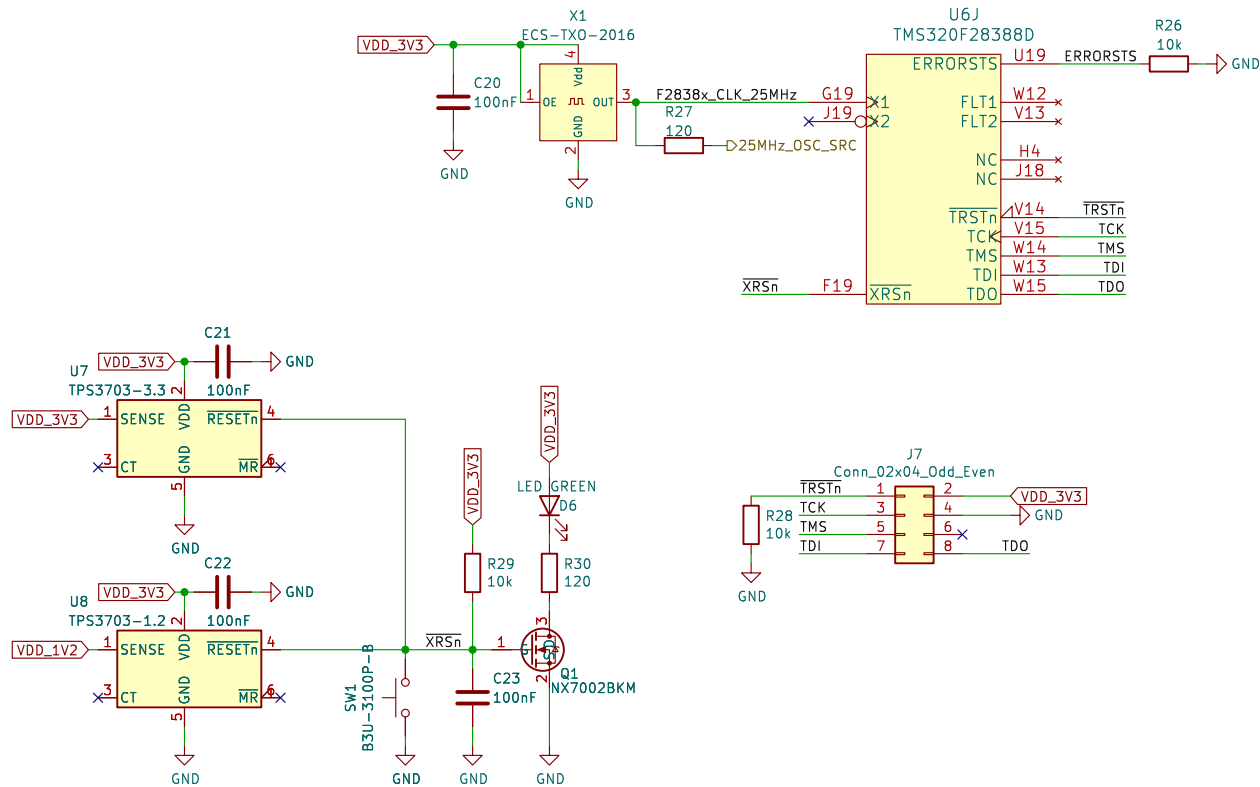 X1
ECS-TXO-2016
VDD_3V3
C20
100nF
GND
4
Vdd
1
OE
OUT
3
GND
2
GND
F2838x_CLK_25MHz
R27
120
25MHz_OSC_SRC
U6J
TMS320F28388D
G19
X1
J19
X2
F19
XRSn
XRSn
ERRORSTS
U19
ERRORSTS
R26
10k
GND
FLT1
W12
FLT2
V13
NC
H4
NC
J18
TRSTn
V14
TRSTn
TCK
V15
TCK
TMS
W14
TMS
TDI
W13
TDI
TDO
W15
TDO
C21
VDD_3V3
GND
U7
TPS3703-3.3
100nF
2
VDD_3V3
1
SENSE
VDD
RESETn
4
3
CT
GND
MR
6
5
GND
C22
VDD_3V3
GND
U8
TPS3703-1.2
100nF
2
VDD_1V2
1
SENSE
VDD
RESETn
4
3
CT
GND
MR
6
5
GND
SW1
B3U-3100P-B
GND
XRSn
VDD_3V3
R29
10k
C23
100nF
GND
VDD_3V3
LED GREEN
D6
R30
120
3
1
G
D
S
2
Q1
NX7002BKM
GND
J7
Conn_02x04_Odd_Even
TRSTn
1
2
VDD_3V3
TCK
3
4
GND
TMS
5
6
TDI
7
8
TDO
R28
10k
GND